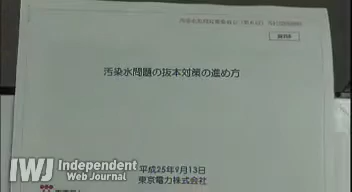 汚染水問題の抜本対策の進め方
平成25年9月13日
東京電力株式会社
IWJ Independent
Web Journal